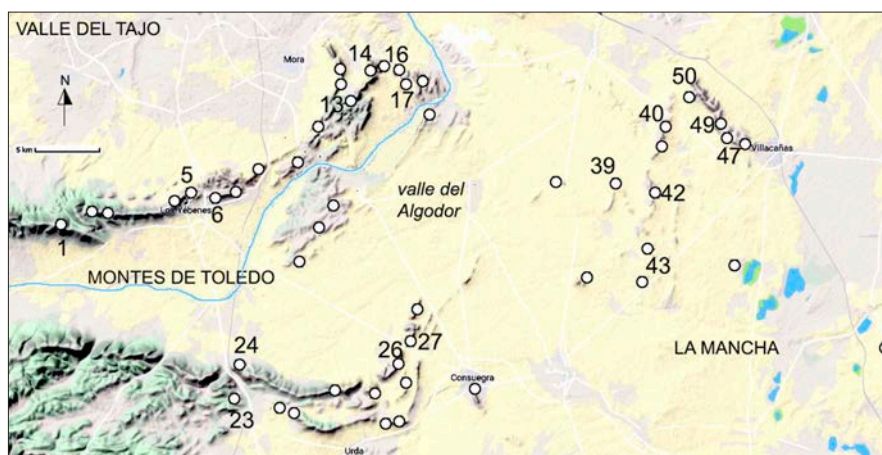 VALLE DEL TAJO
14 16
Mora
N
50
13
17
40
49
5 km
47
Villacañas
5
39
valle del
Algodor
42
6
Los Yébenes
1
43
MONTES DE TOLEDO
27
LA MANCHA
24
26
Consuegra
23
Urda